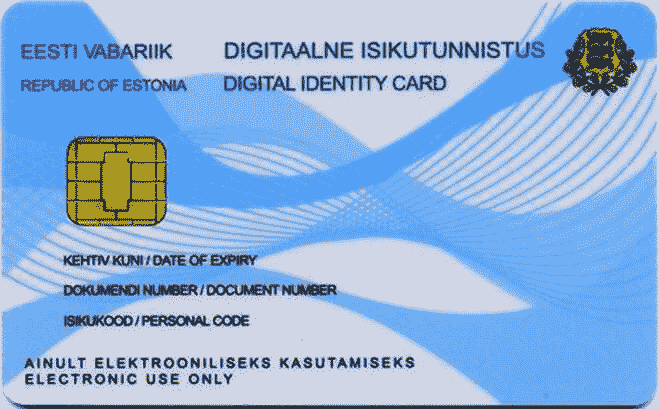 EESTI VABARIIK DIGITAALNE ISIKUTUNNISTUS
REPUBLIC OF ESTONIA DIGITAL IDENTITY CARD
KEHTIV KUNI / DATE OF EXPIRY
DOKUMENDI NUMBER / DOCUMENT NUMBER
ISIKUKOOD / PERSONAL CODE
AINULT ELEKTROONILISEKS KASUTAMISEKS
ELECTRONIC USE ONLY